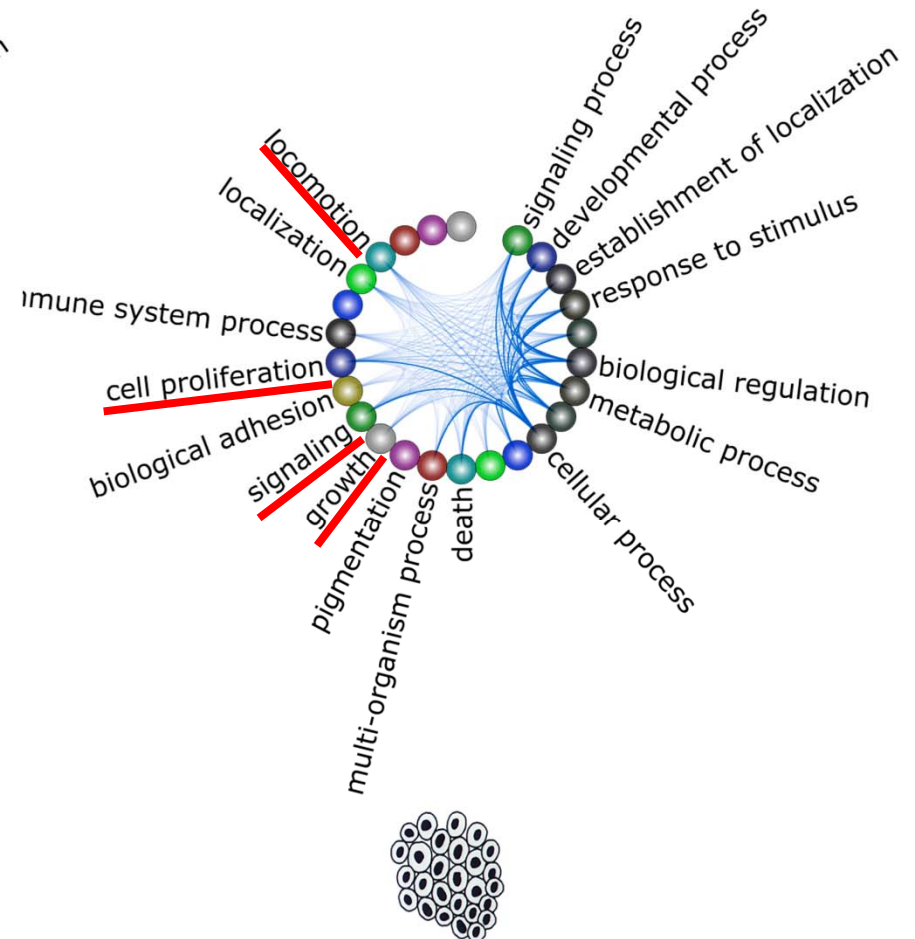 signaling process
developmental process
establishment of localization
response to stimulus
biological regulation
metabolic process
cellular process
death
multi-organism process
pigmentation
growth
signaling
biological adhesion
cell proliferation
system process
localization
locomotion